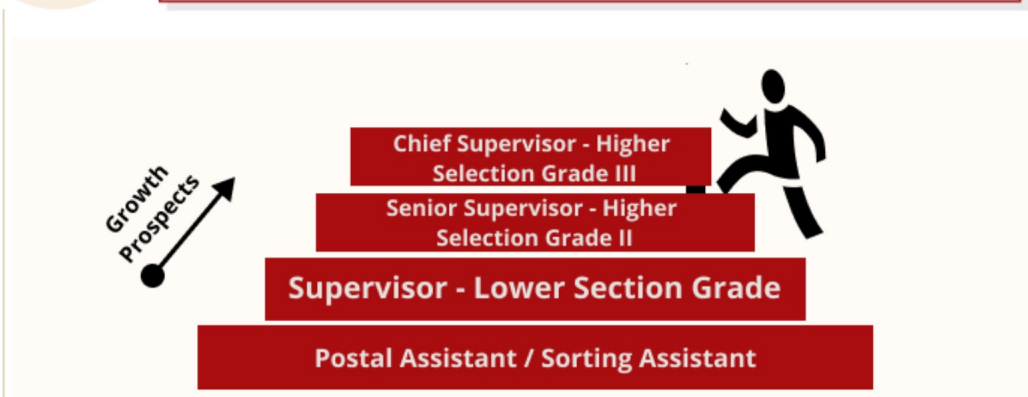 Growth
Prospects
Chief Supervisor - Higher
Selection Grade III
Senior Supervisor - Higher
Selection Grade II
Supervisor - Lower Section Grade
Postal Assistant / Sorting Assistant